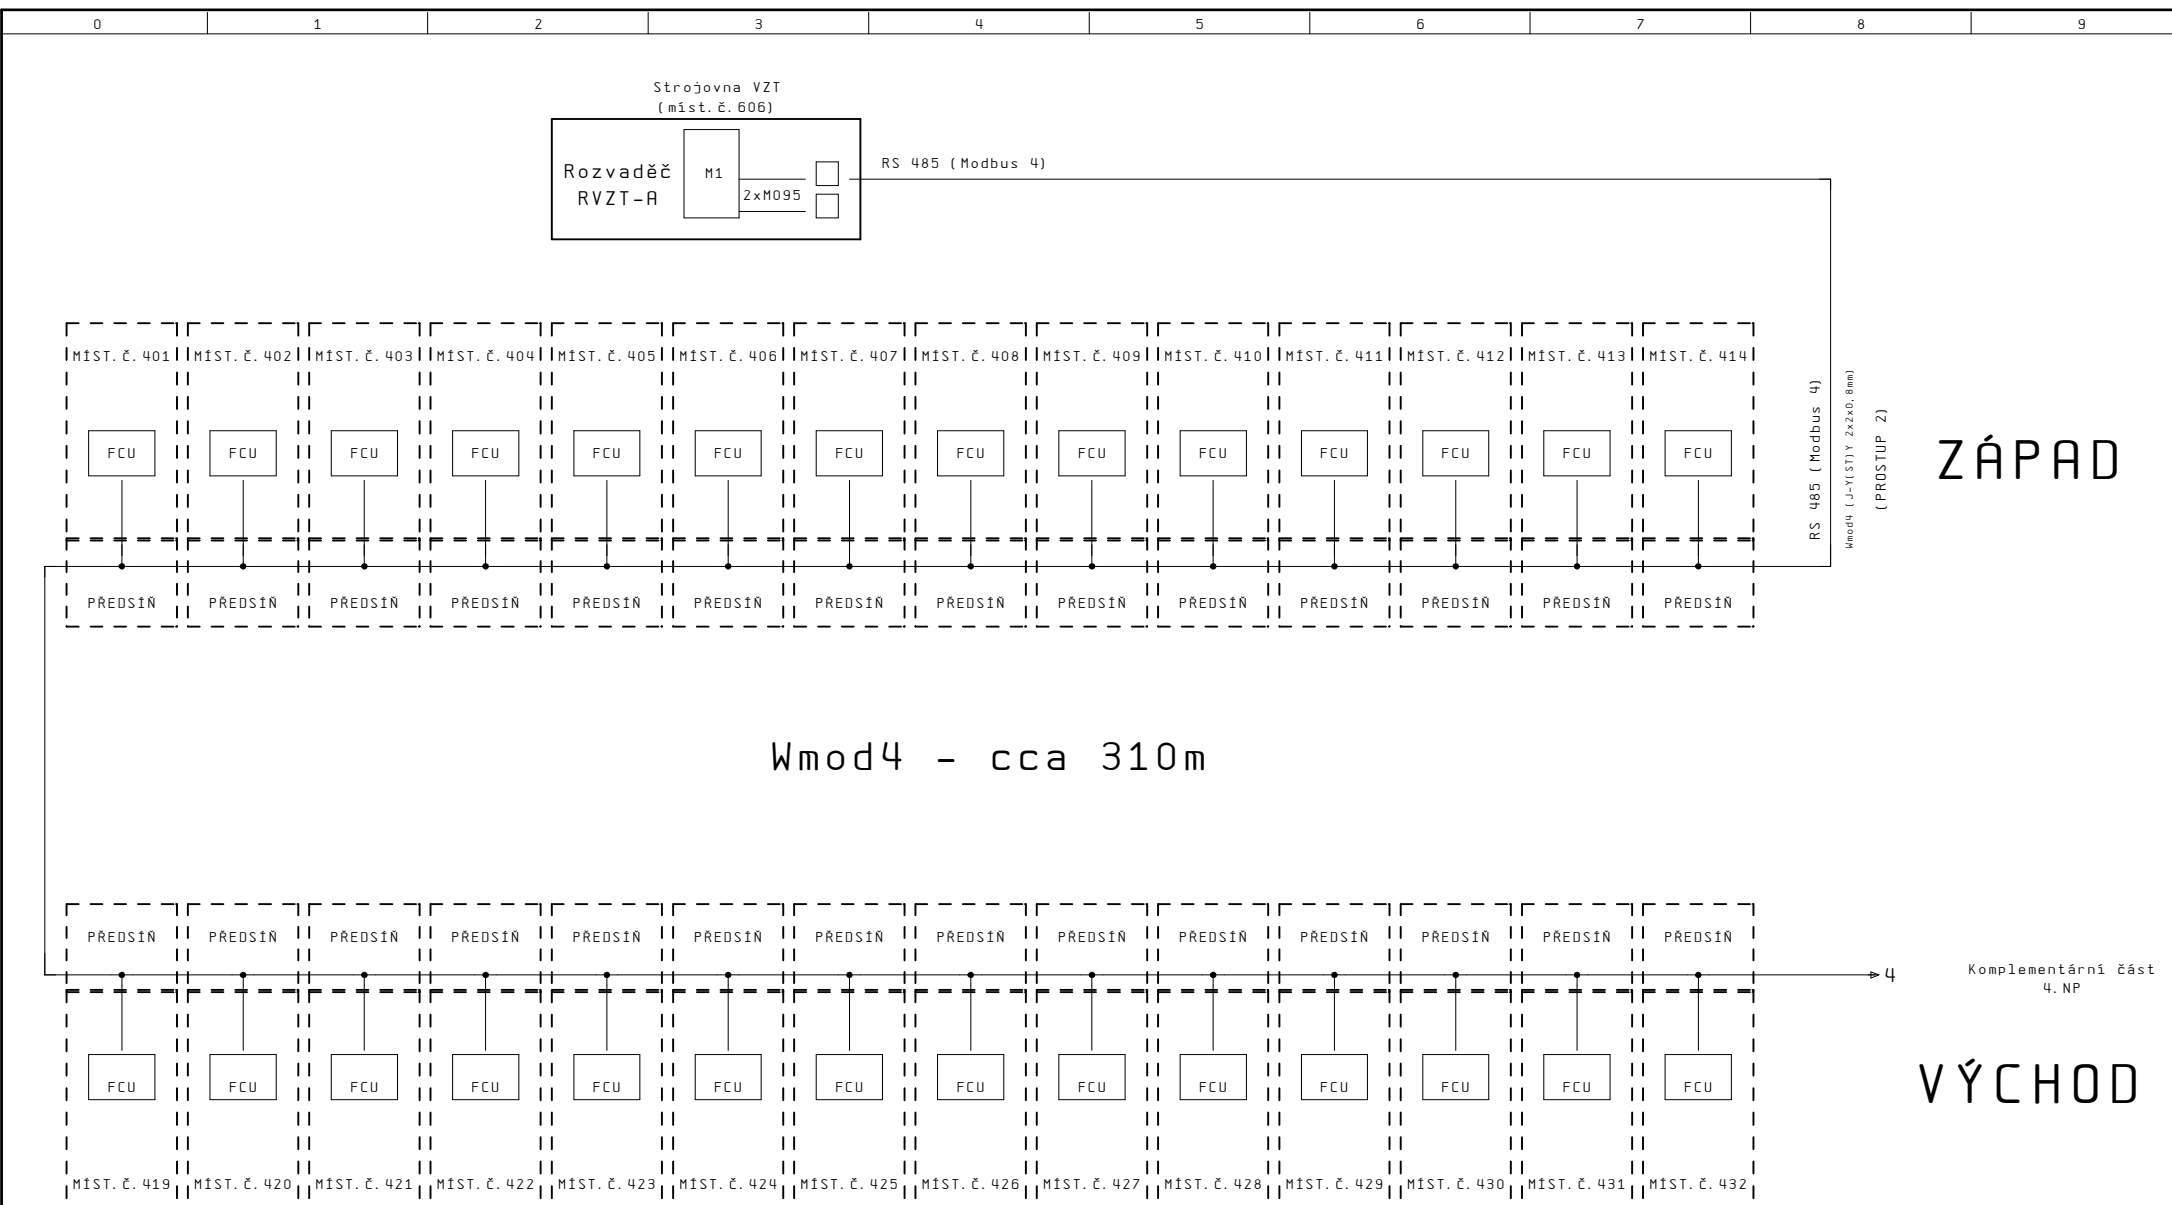 0 1 2 3 4 5 6 7 8 9
Strojovna VZT
(míst.č.606)
Rozvaděč
RVZT-A
M1
2xMO95
RS 485 (Modbus 4)
MÍST.č.401 MÍST.č.402 MÍST.č.403 MÍST.č.404 MÍST.č.405 MÍST.č.406 MÍST.č.407 MÍST.č.408 MÍST.č.409 MÍST.č.410 MÍST.č.411 MÍST.č.412 MÍST.č.413 MÍST.č.414
FCU FCU FCU FCU FCU FCU FCU FCU FCU FCU FCU FCU FCU FCU
RS 485 (Modbus 4)
Wmod4 (J-Y(ST)Y 2x2x0,8mm)
(PROSTUP 2)
ZÁPAD
PŘEDSÍŇ PŘEDSÍŇ PŘEDSÍŇ PŘEDSÍŇ PŘEDSÍŇ PŘEDSÍŇ PŘEDSÍŇ PŘEDSÍŇ PŘEDSÍŇ PŘEDSÍŇ PŘEDSÍŇ PŘEDSÍŇ PŘEDSÍŇ PŘEDSÍŇ
Wmod4 - cca 310m
PŘEDSÍŇ PŘEDSÍŇ PŘEDSÍŇ PŘEDSÍŇ PŘEDSÍŇ PŘEDSÍŇ PŘEDSÍŇ PŘEDSÍŇ PŘEDSÍŇ PŘEDSÍŇ PŘEDSÍŇ PŘEDSÍŇ PŘEDSÍŇ PŘEDSÍŇ
4
Komplementární část
4.NP
FCU FCU FCU FCU FCU FCU FCU FCU FCU FCU FCU FCU FCU FCU
VÝCHOD
MÍST.č.419 MÍST.č.420 MÍST.č.421 MÍST.č.422 MÍST.č.423 MÍST.č.424 MÍST.č.425 MÍST.č.426 MÍST.č.427 MÍST.č.428 MÍST.č.429 MÍST.č.430 MÍST.č.431 MÍST.č.432